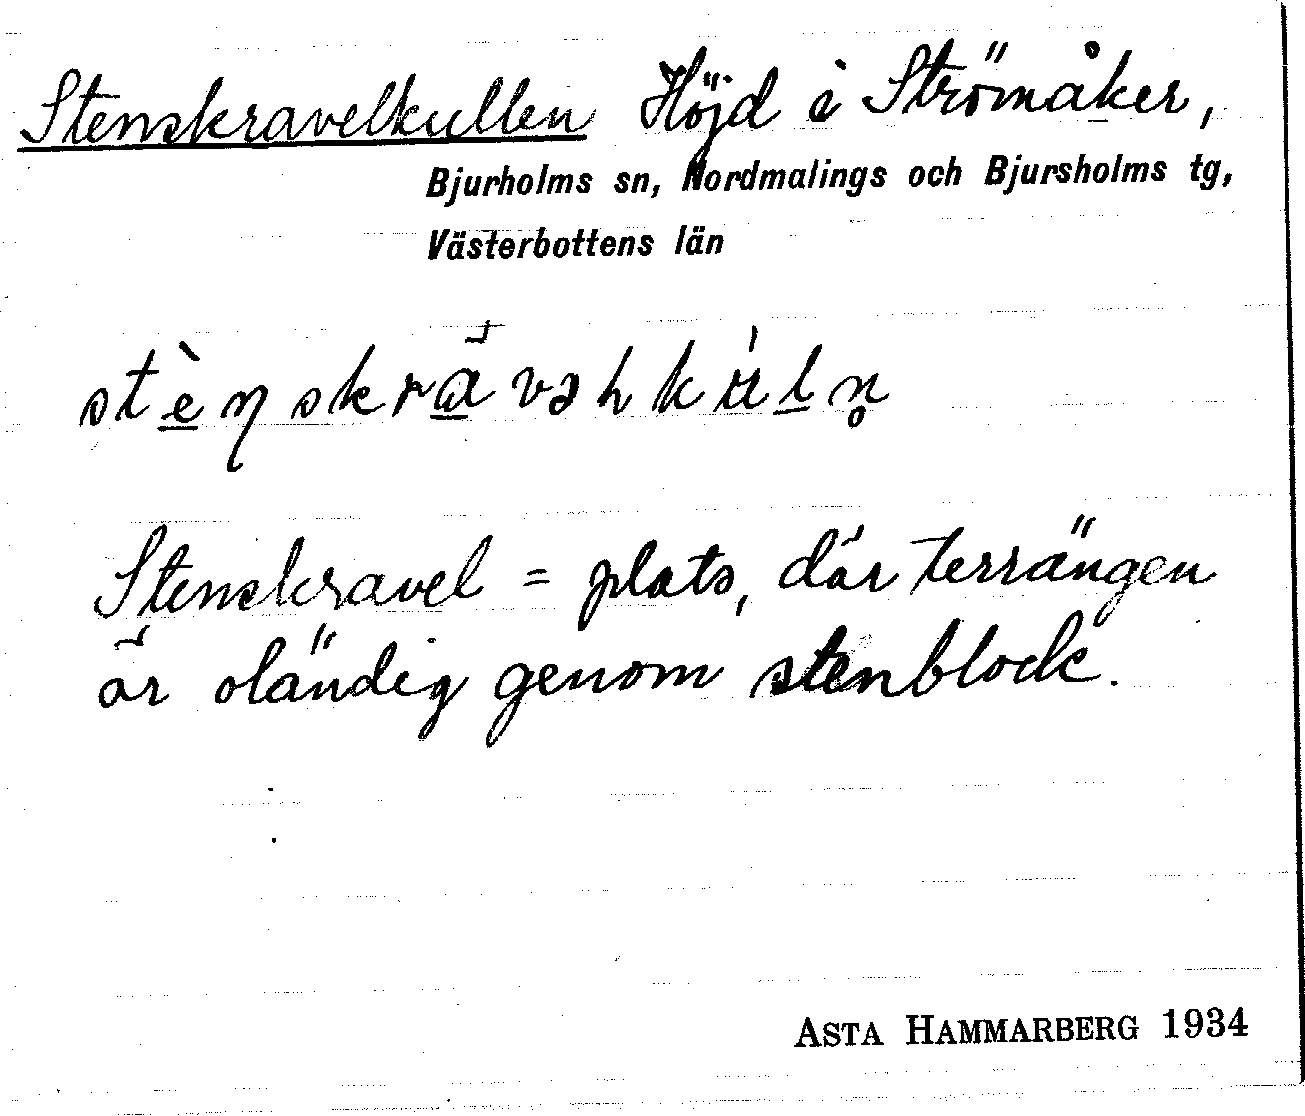 Stenskravelkullen Höjd i Strömåker,
Bjurholms sn, Nordmalings och Bjursholms tg,
Västerbottens län
Stenskravel = plats, där terrängen
är oländig genom stenblock.
ASTA HAMMARBERG 1934